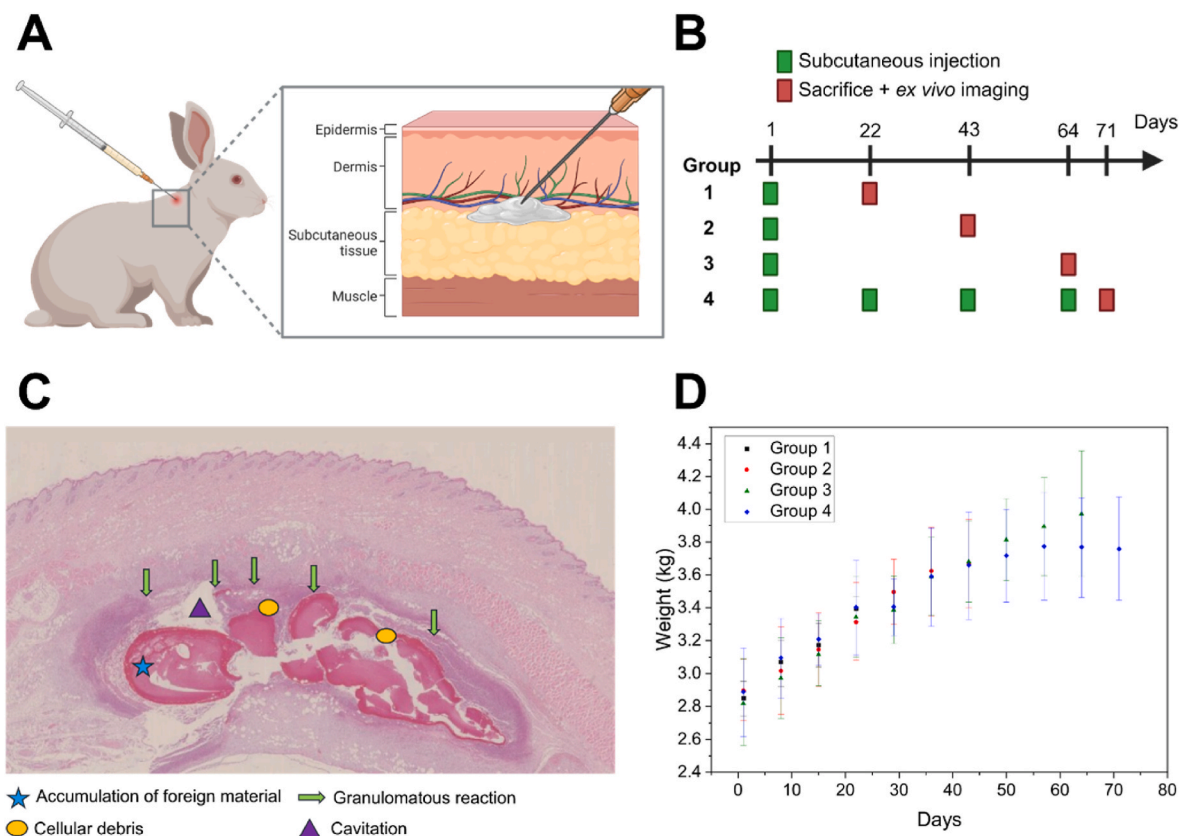 A
Epidermis
Dermis
Subcutaneous
tissue
Muscle
B
Subcutaneous injection
Sacrifice + ex vivo imaging
1 22 43 64 71 Days
Group
1
2
3
4
C
Accumulation of foreign material
Granulomatous reaction
Cellular debris
Cavitation
D
Group 1
Group 2
Group 3
Group 4
Weight (kg)
4.4
4.2
4.0
3.8
3.6
3.4
3.2
3.0
2.8
2.6
2.4
0 10 20 30 40 50 60 70 80
Days